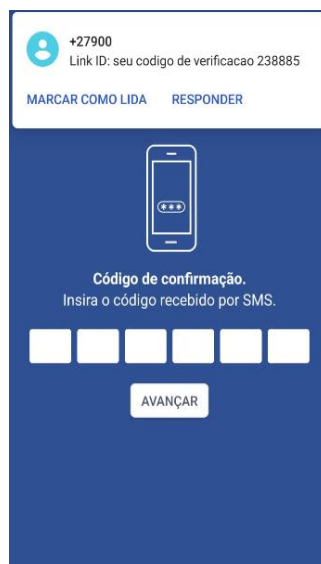 +27900
Link ID: seu codigo de verificacao 238885
MARCAR COMO LIDA RESPONDER
***
Código de confirmação.
Insira o código recebido por SMS.
AVANÇAR